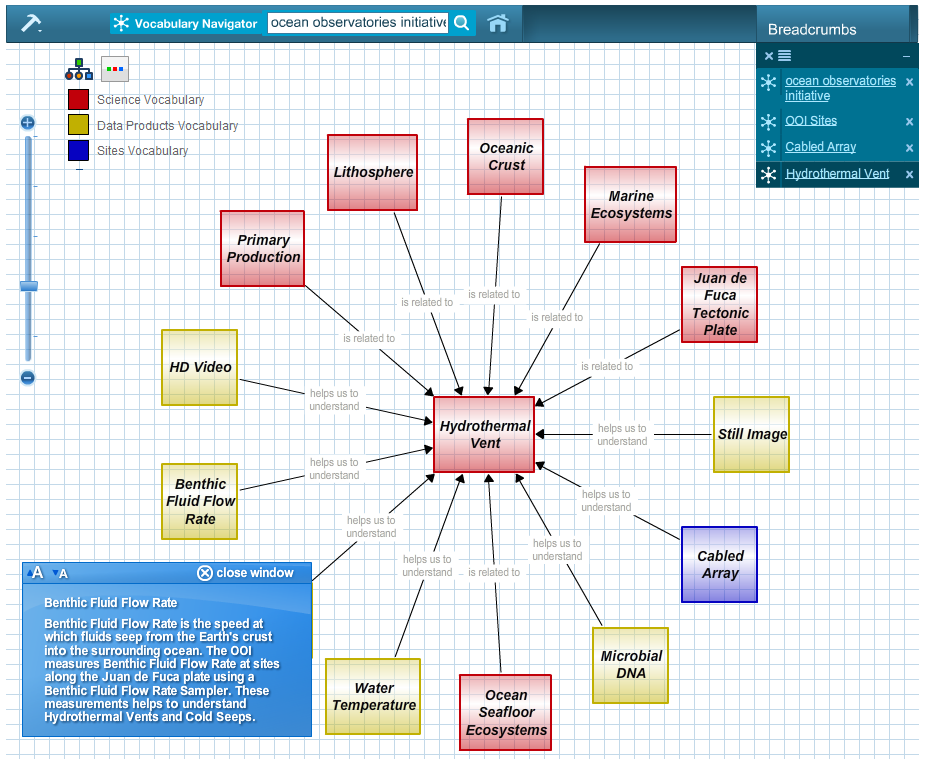 Vocabulary Navigator
ocean observatories initiative
Breadcrumbs
ocean observatories
initiative
OOI Sites
Cabled Array
Hydrothermal Vent
Science Vocabulary
Data Products Vocabulary
Sites Vocabulary
Oceanic
Crust
Lithosphere
Marine
Ecosystems
Primary
Production
Juan de
Fuca
Tectonic
Plate
is related to
is related to
is related to
is related to
is related to
HD Video
helps us to
understand
Hydrothermal
Vent
helps us to
understand
Still Image
Benthic
Fluid Flow
Rate
helps us to
understand
helps us to
understand
helps us to
understand
helps us to
understand
is related to
helps us to
understand
Cabled
Array
A A close window
Benthic Fluid Flow Rate
Benthic Fluid Flow Rate is the speed at
which fluids seep from the Earth's crust
into the surrounding ocean. The OOI
measures Benthic Fluid Flow Rate at sites
along the Juan de Fuca plate using a
Benthic Fluid Flow Rate Sampler. These
measurements helps to understand
Hydrothermal Vents and Cold Seeps.
Water
Temperature
Ocean
Seafloor
Ecosystems
Microbial
DNA